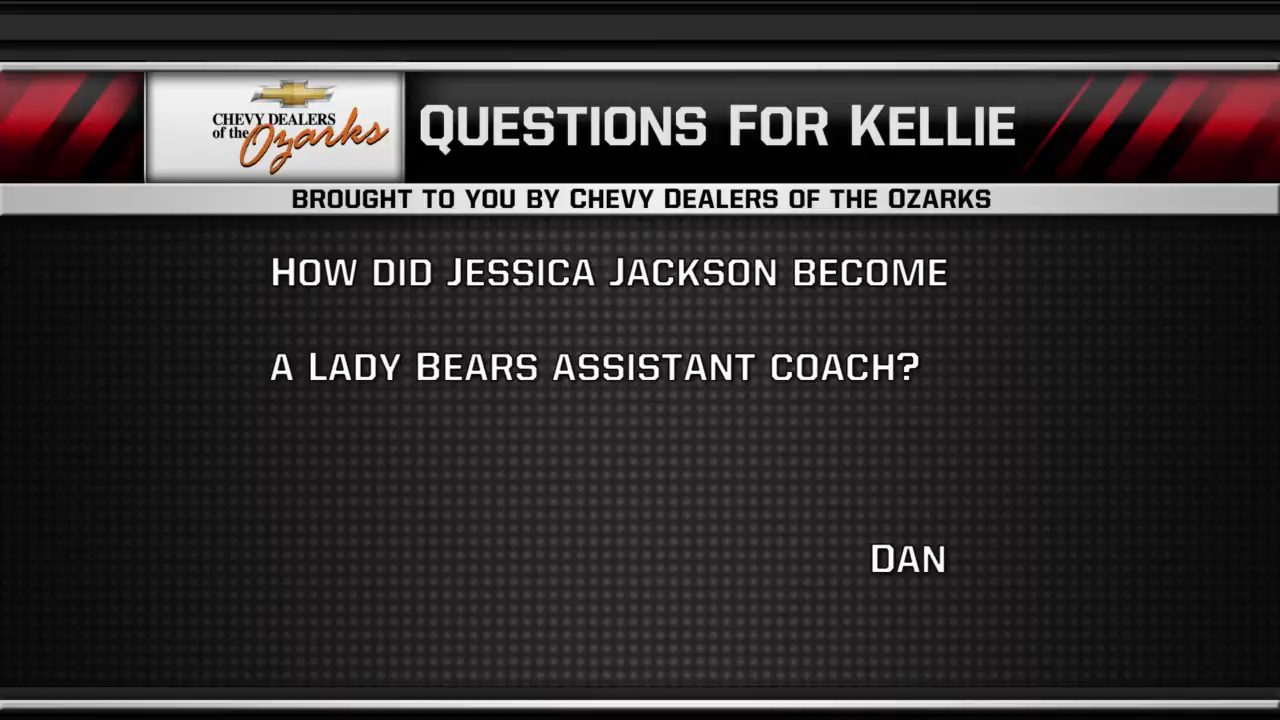 CHEVY DEALERS
of the Ozarks
QUESTIONS FOR KELLIE
BROUGHT TO YOU BY CHEVY DEALERS OF THE OZARKS
HOW DID JESSICA JACKSON BECOME
A LADY BEARS ASSISTANT COACH?
DAN